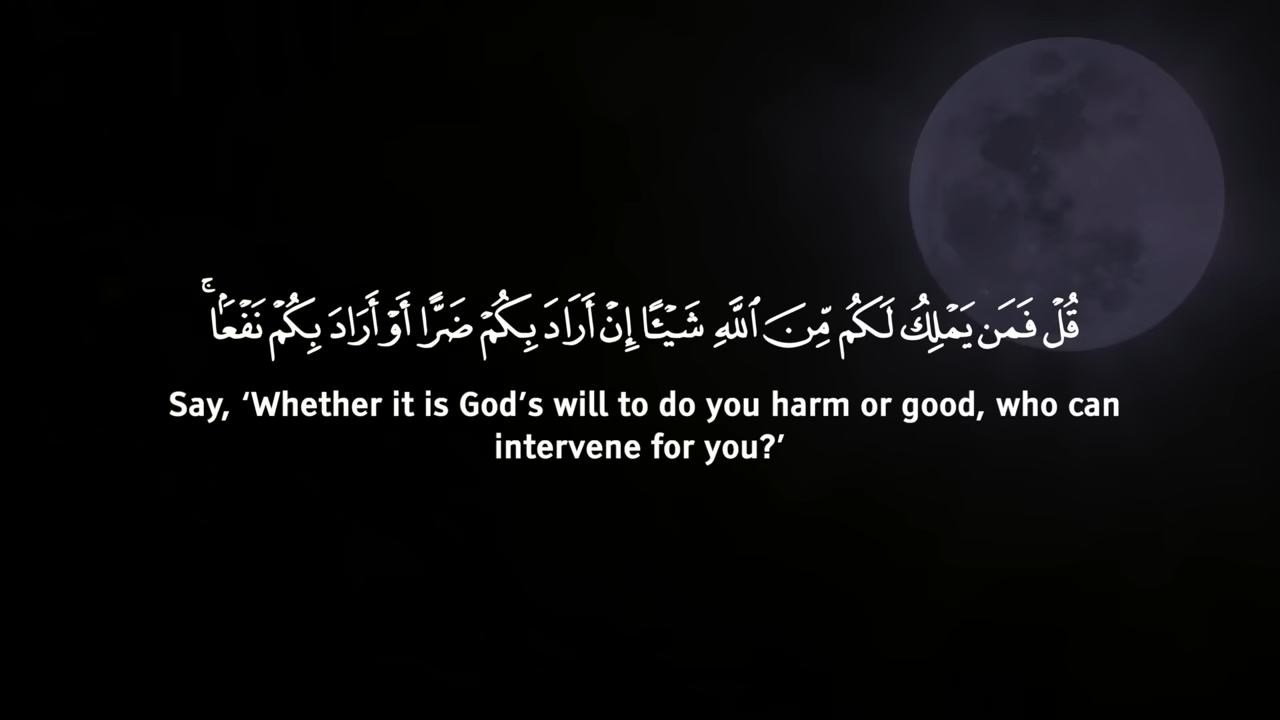 قُلْ فَمَن يَمْلِكُ لَكُم مِّنَ ٱللَّهِ شَيْـًٔا إِنْ أَرَادَ بِكُمْ ضَرًّا أَوْ أَرَادَ بِكُمْ نَفْعًۢا ۚ
Say, ‘Whether it is God’s will to do you harm or good, who can
intervene for you?’